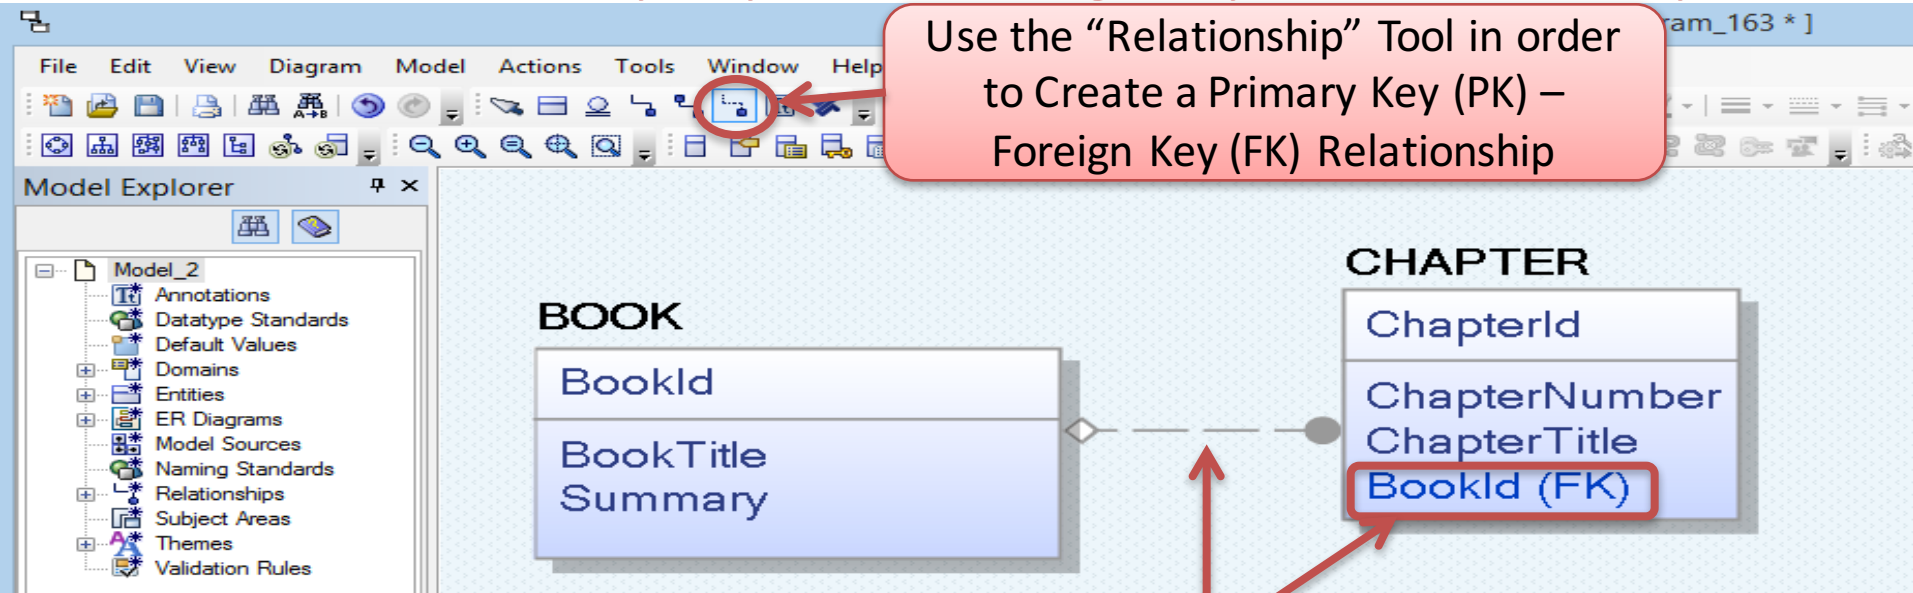 ram_163 * ]
Use the “Relationship” Tool in order
to Create a Primary Key (PK) –
Foreign Key (FK) Relationship
File Edit View Diagram Model Actions Tools Window Help
Model Explorer
Model_2
Annotations
Datatype Standards
Default Values
Domains
Entities
ER Diagrams
Model Sources
Naming Standards
Relationships
Subject Areas
Themes
Validation Rules
BOOK
BookId
BookTitle
Summary
CHAPTER
ChapterId
ChapterNumber
ChapterTitle
BookId (FK)